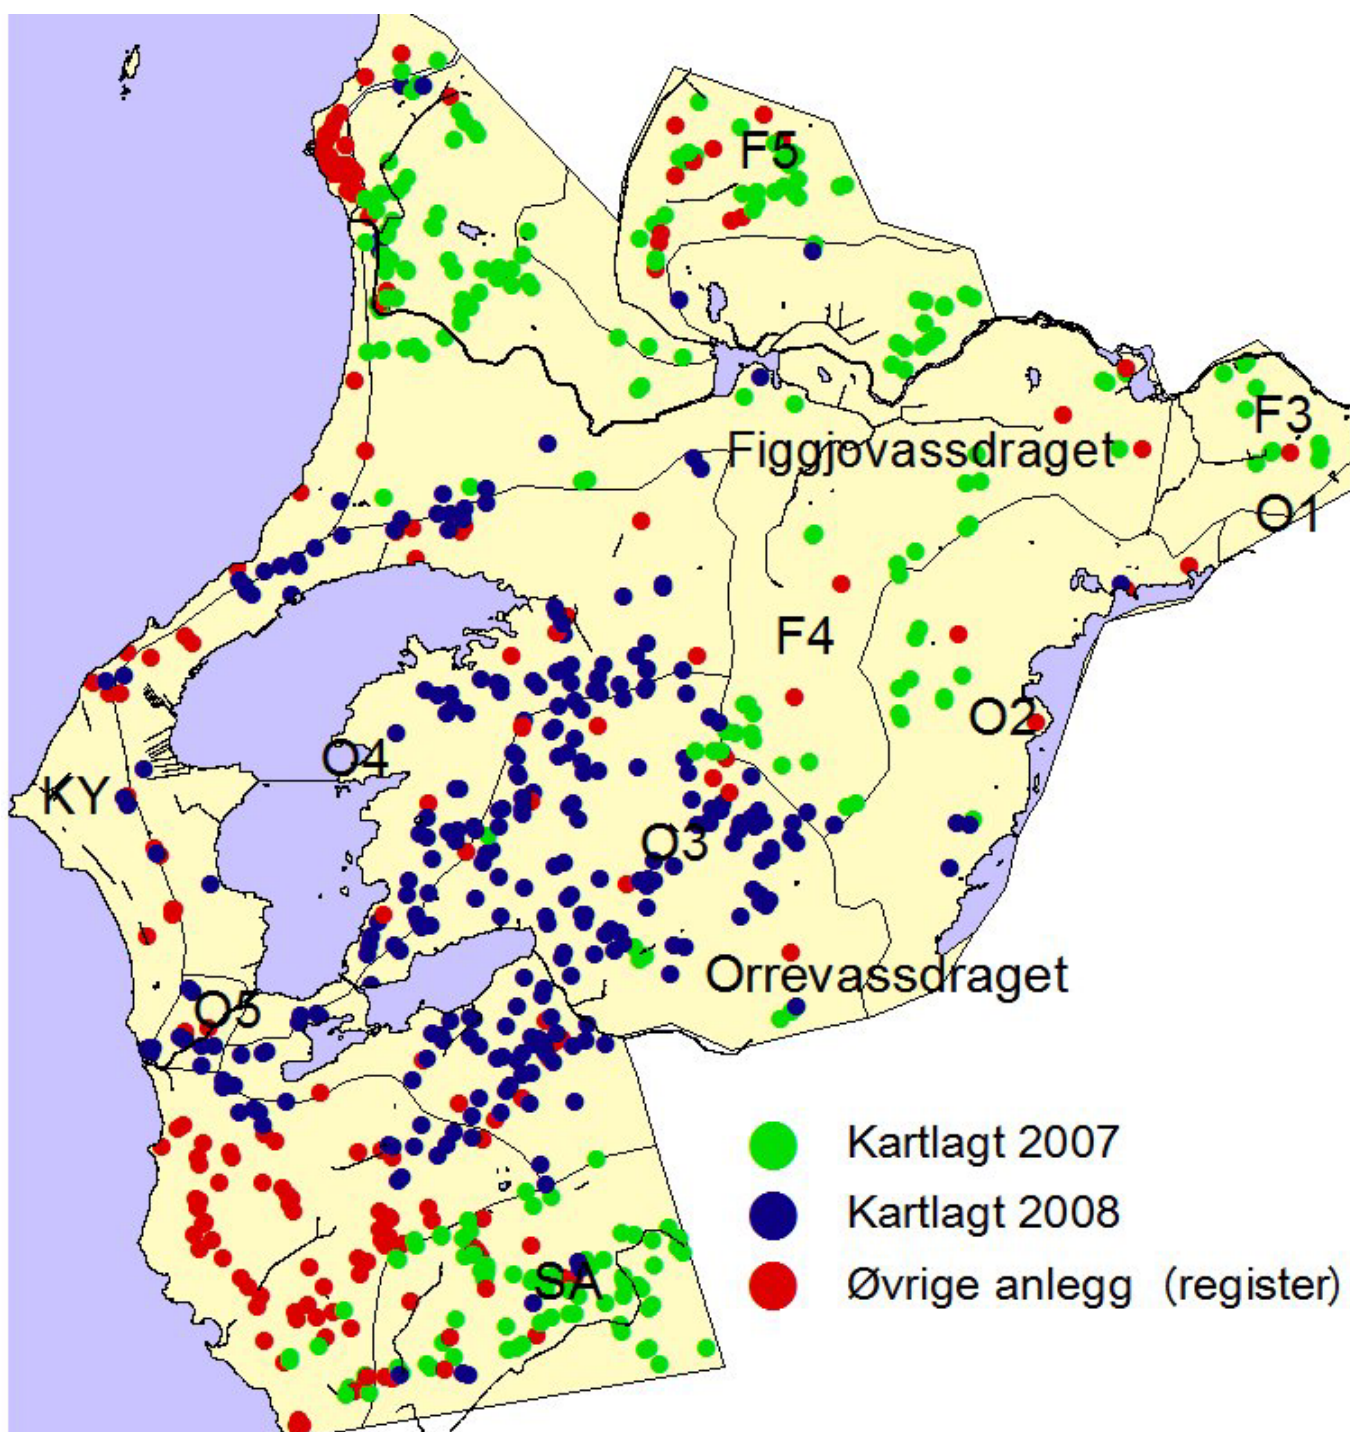 F5
F3
Figgjovassdraget
O1
F4
O2
O4
KY
O3
Orrevassdraget
O5
Kartlagt 2007
Kartlagt 2008
Øvrige anlegg (register)
SA